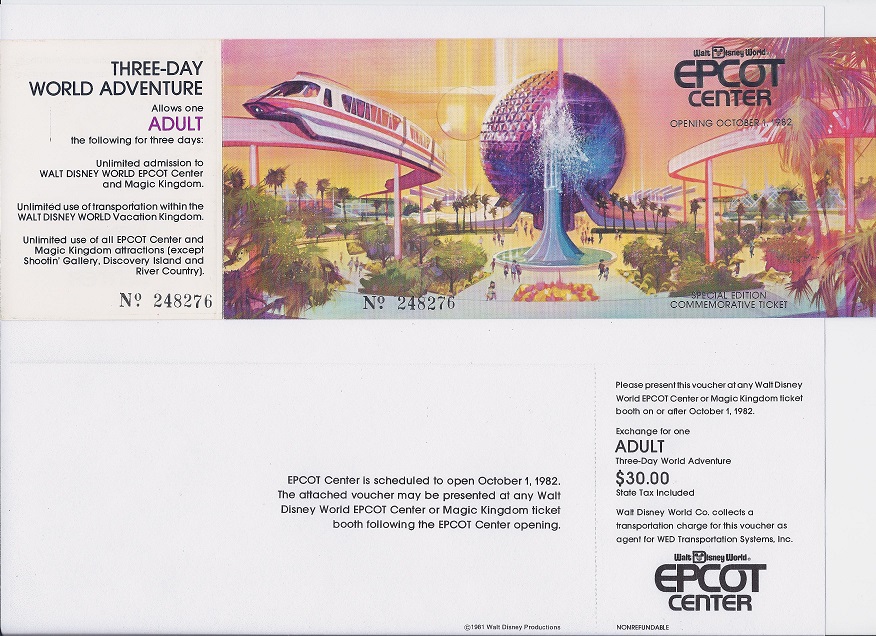 THREE-DAY
WORLD ADVENTURE
Allows one
ADULT
the following for three days:
Unlimited admission to
WALT DISNEY WORLD EPCOT Center
and Magic Kingdom.
Unlimited use of transportation within the
WALT DISNEY WORLD Vacation Kingdom.
Unlimited use of all EPCOT Center and
Magic Kingdom attractions (except
Shootin' Gallery, Discovery Island and
River Country).
Nº 248276
Walt Disney World®
EPCOT
CENTER
OPENING OCTOBER 1, 1982
Nº 248276
SPECIAL EDITION
COMMEMORATIVE TICKET
EPCOT Center is scheduled to open October 1, 1982.
The attached voucher may be presented at any Walt
Disney World EPCOT Center or Magic Kingdom ticket
booth following the EPCOT Center opening.
©1981 Walt Disney Productions
Please present this voucher at any Walt Disney
World EPCOT Center or Magic Kingdom ticket
booth on or after October 1, 1982.
Exchange for one
ADULT
Three-Day World Adventure
$30.00
State Tax Included
Walt Disney World Co. collects a
transportation charge for this voucher as
agent for WED Transportation Systems, Inc.
Walt Disney World®
EPCOT
CENTER
NONREFUNDABLE